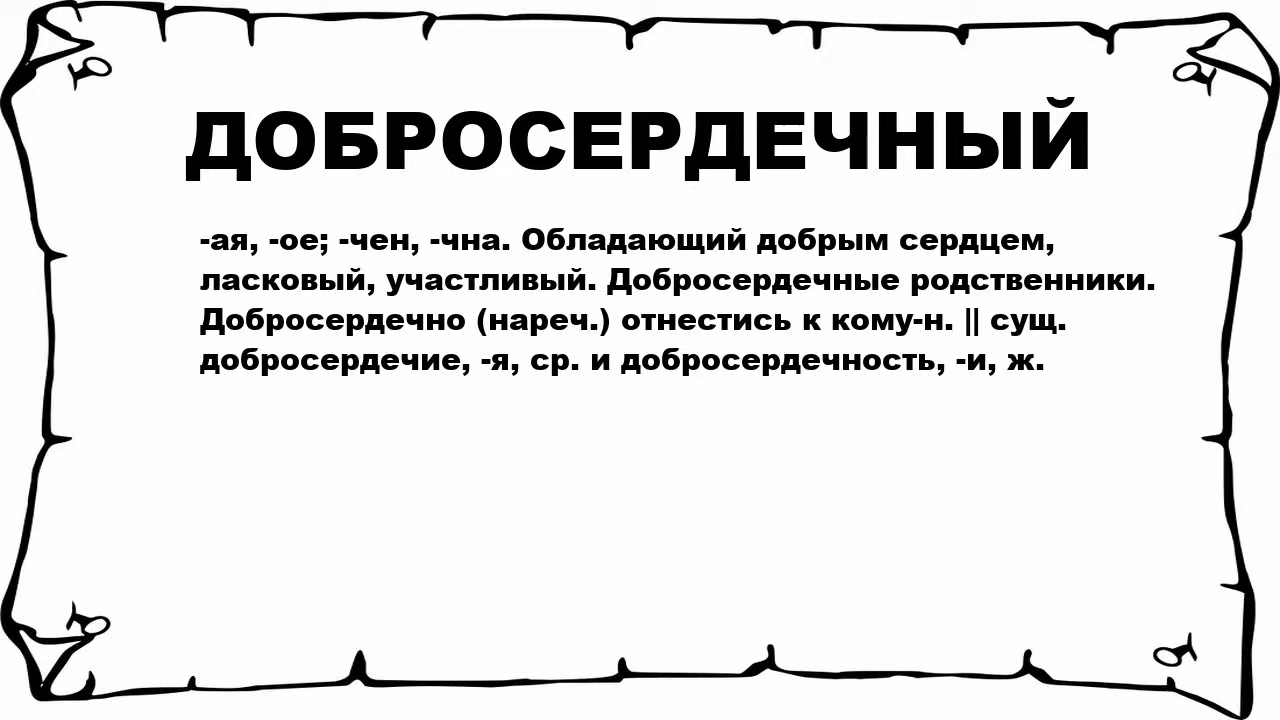 ДОБРОСЕРДЕЧНЫЙ
-ая, -ое; -чен, -чна. Обладающий добрым сердцем,
ласковый, участливый. Добросердечные родственники.
Добросердечно (нареч.) отнестись к кому-н. || сущ.
добросердечие, -я, ср. и добросердечность, -и, ж.